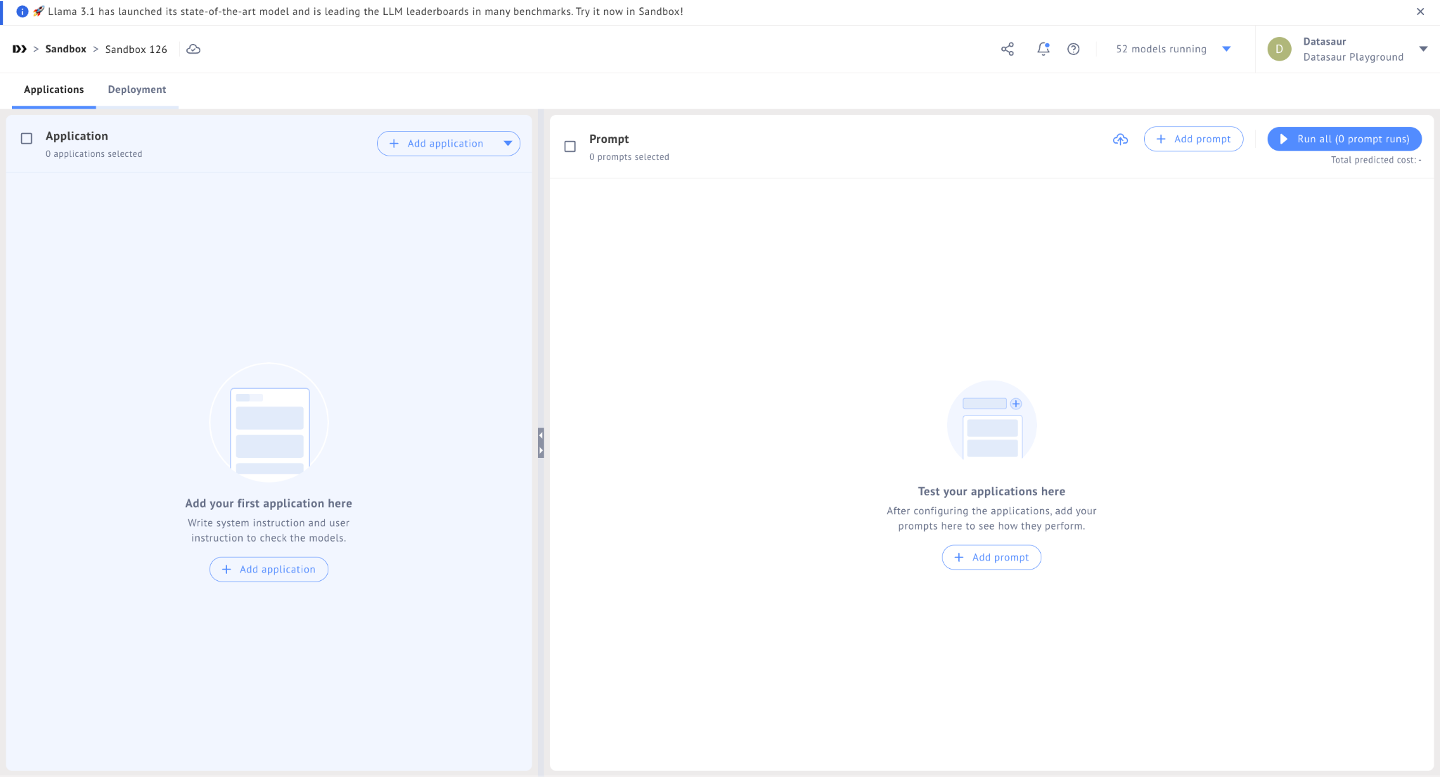 🚀 Llama 3.1 has launched its state-of-the-art model and is leading the LLM leaderboards in many benchmarks. Try it now in Sandbox!
> Sandbox > Sandbox 126
52 models running
D
Datasaur
Datasaur Playground
Applications
Deployment
Application
0 applications selected
+ Add application
Prompt
0 prompts selected
+ Add prompt
Run all (0 prompt runs)
Total predicted cost: -
Add your first application here
Write system instruction and user
instruction to check the models.
+ Add application
Test your applications here
After configuring the applications, add your
prompts here to see how they perform.
+ Add prompt